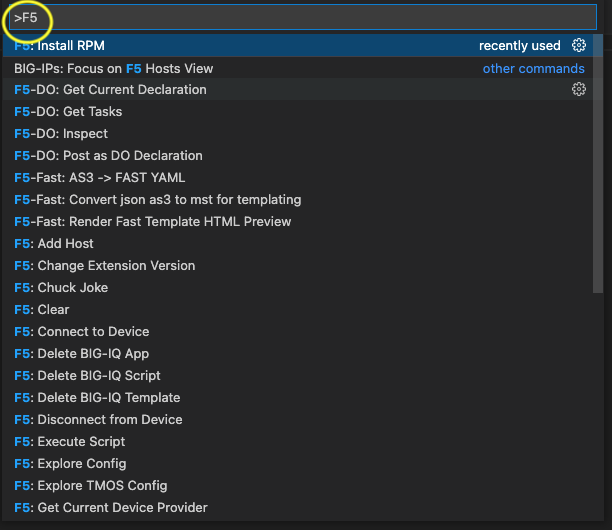 >F5
F5: Install RPM recently used
BIG-IPs: Focus on F5 Hosts View other commands
F5-DO: Get Current Declaration
F5-DO: Get Tasks
F5-DO: Inspect
F5-DO: Post as DO Declaration
F5-Fast: AS3 -> FAST YAML
F5-Fast: Convert json as3 to mst for templating
F5-Fast: Render Fast Template HTML Preview
F5: Add Host
F5: Change Extension Version
F5: Chuck Joke
F5: Clear
F5: Connect to Device
F5: Delete BIG-IQ App
F5: Delete BIG-IQ Script
F5: Delete BIG-IQ Template
F5: Disconnect from Device
F5: Execute Script
F5: Explore Config
F5: Explore TMOS Config
F5: Get Current Device Provider